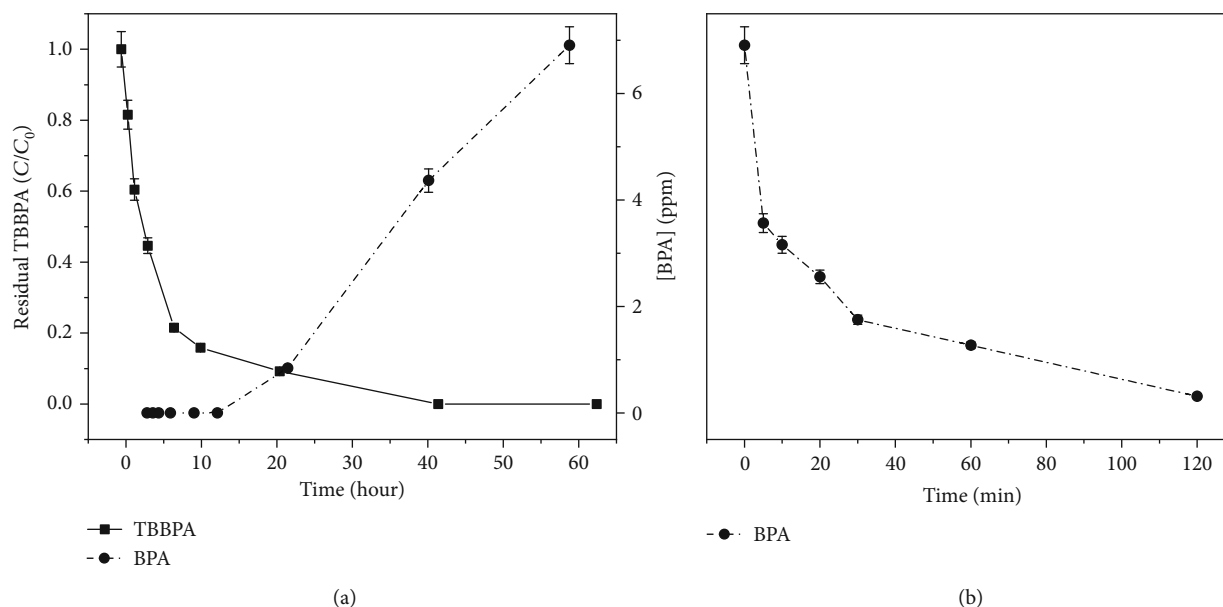 Residual TBBPA (C/C0)
1.0
0.8
0.6
0.4
0.2
0.0
0 10 20 30 40 50 60
Time (hour)
6
4
2
0
[BPA] (ppm)
TBBPA
BPA
(a)
0 20 40 60 80 100 120
Time (min)
BPA
(b)